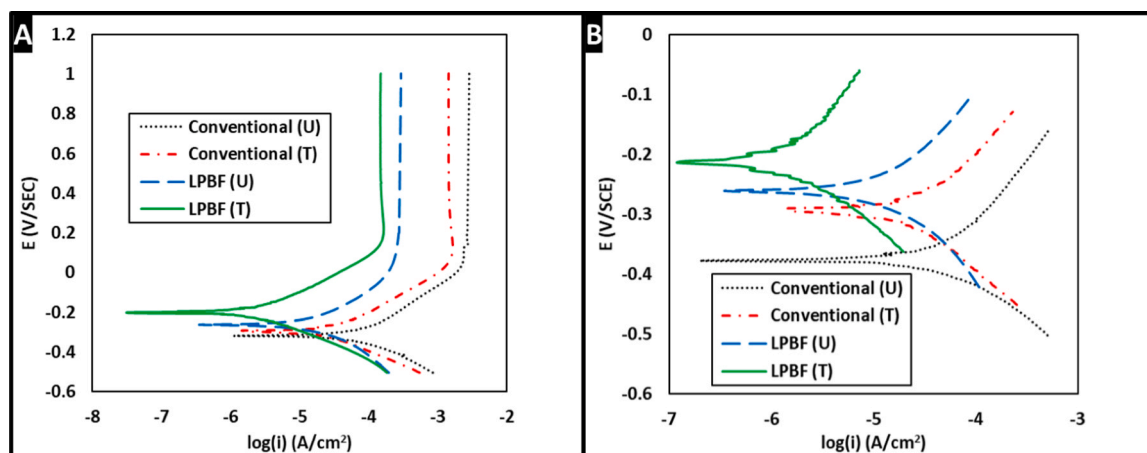 A
E (V/SEC)
1.2
1
0.8
0.6
0.4
0.2
0
-0.2
-0.4
-0.6
Conventional (U)
Conventional (T)
LPBF (U)
LPBF (T)
-8 -7 -6 -5 -4 -3 -2
log(i) (A/cm²)
B
E (V/SCE)
0
-0.1
-0.2
-0.3
-0.4
-0.5
-0.6
Conventional (U)
Conventional (T)
LPBF (U)
LPBF (T)
-7 -6 -5 -4 -3
log(i) (A/cm²)